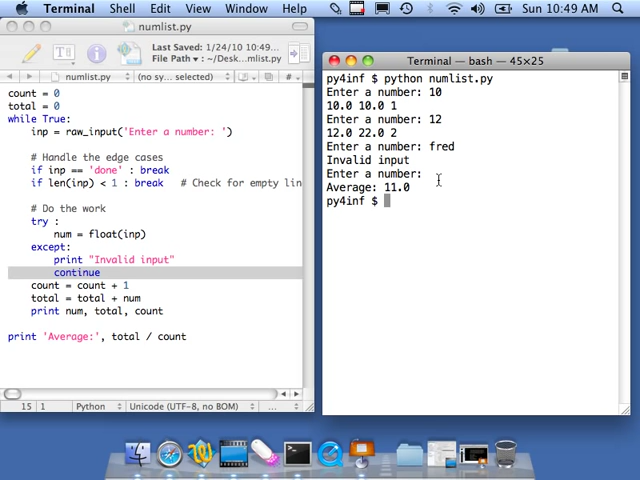 Terminal Shell Edit View Window Help Sun 10:49 AM
numlist.py
Last Saved: 1/24/10 10:49...
File Path: ~/Desk...mlist.py
numlist.py (no sy...selected)
count = 0
total = 0
while True:
inp = raw_input('Enter a number: ')
# Handle the edge cases
if inp == 'done' : break
if len(inp) < 1 : break # Check for empty lin
# Do the work
try :
num = float(inp)
except:
print "Invalid input"
continue
count = count + 1
total = total + num
print num, total, count
print 'Average:', total / count
15 1 Python Unicode (UTF-8, no BOM) ...
Terminal — bash — 45×25
py4inf $ python numlist.py
Enter a number: 10
10.0 10.0 1
Enter a number: 12
12.0 22.0 2
Enter a number: fred
Invalid input
Enter a number:
Average: 11.0
py4inf $